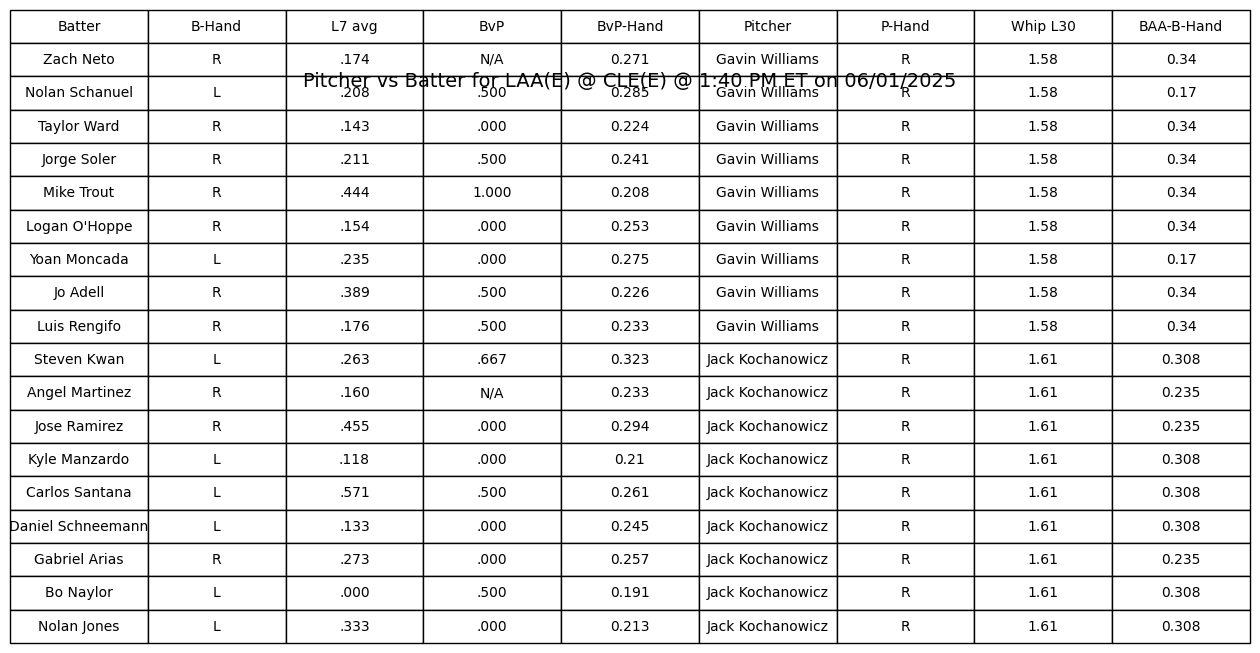 Batter B-Hand L7 avg BvP BvP-Hand Pitcher P-Hand Whip L30 BAA-B-Hand
Zach Neto R .174 N/A 0.271 Gavin Williams R 1.58 0.34
Pitcher vs Batter for LAA(E) @ CLE(E) @ 1:40 PM ET on 06/01/2025
Nolan Schanuel L .208 .500 0.285 Gavin Williams R 1.58 0.17
Taylor Ward R .143 .000 0.224 Gavin Williams R 1.58 0.34
Jorge Soler R .211 .500 0.241 Gavin Williams R 1.58 0.34
Mike Trout R .444 1.000 0.208 Gavin Williams R 1.58 0.34
Logan O'Hoppe R .154 .000 0.253 Gavin Williams R 1.58 0.34
Yoan Moncada L .235 .000 0.275 Gavin Williams R 1.58 0.17
Jo Adell R .389 .500 0.226 Gavin Williams R 1.58 0.34
Luis Rengifo R .176 .500 0.233 Gavin Williams R 1.58 0.34
Steven Kwan L .263 .667 0.323 Jack Kochanowicz R 1.61 0.308
Angel Martinez R .160 N/A 0.233 Jack Kochanowicz R 1.61 0.235
Jose Ramirez R .455 .000 0.294 Jack Kochanowicz R 1.61 0.235
Kyle Manzardo L .118 .000 0.21 Jack Kochanowicz R 1.61 0.308
Carlos Santana L .571 .500 0.261 Jack Kochanowicz R 1.61 0.308
Daniel Schneemann L .133 .000 0.245 Jack Kochanowicz R 1.61 0.308
Gabriel Arias R .273 .000 0.257 Jack Kochanowicz R 1.61 0.235
Bo Naylor L .000 .500 0.191 Jack Kochanowicz R 1.61 0.308
Nolan Jones L .333 .000 0.213 Jack Kochanowicz R 1.61 0.308